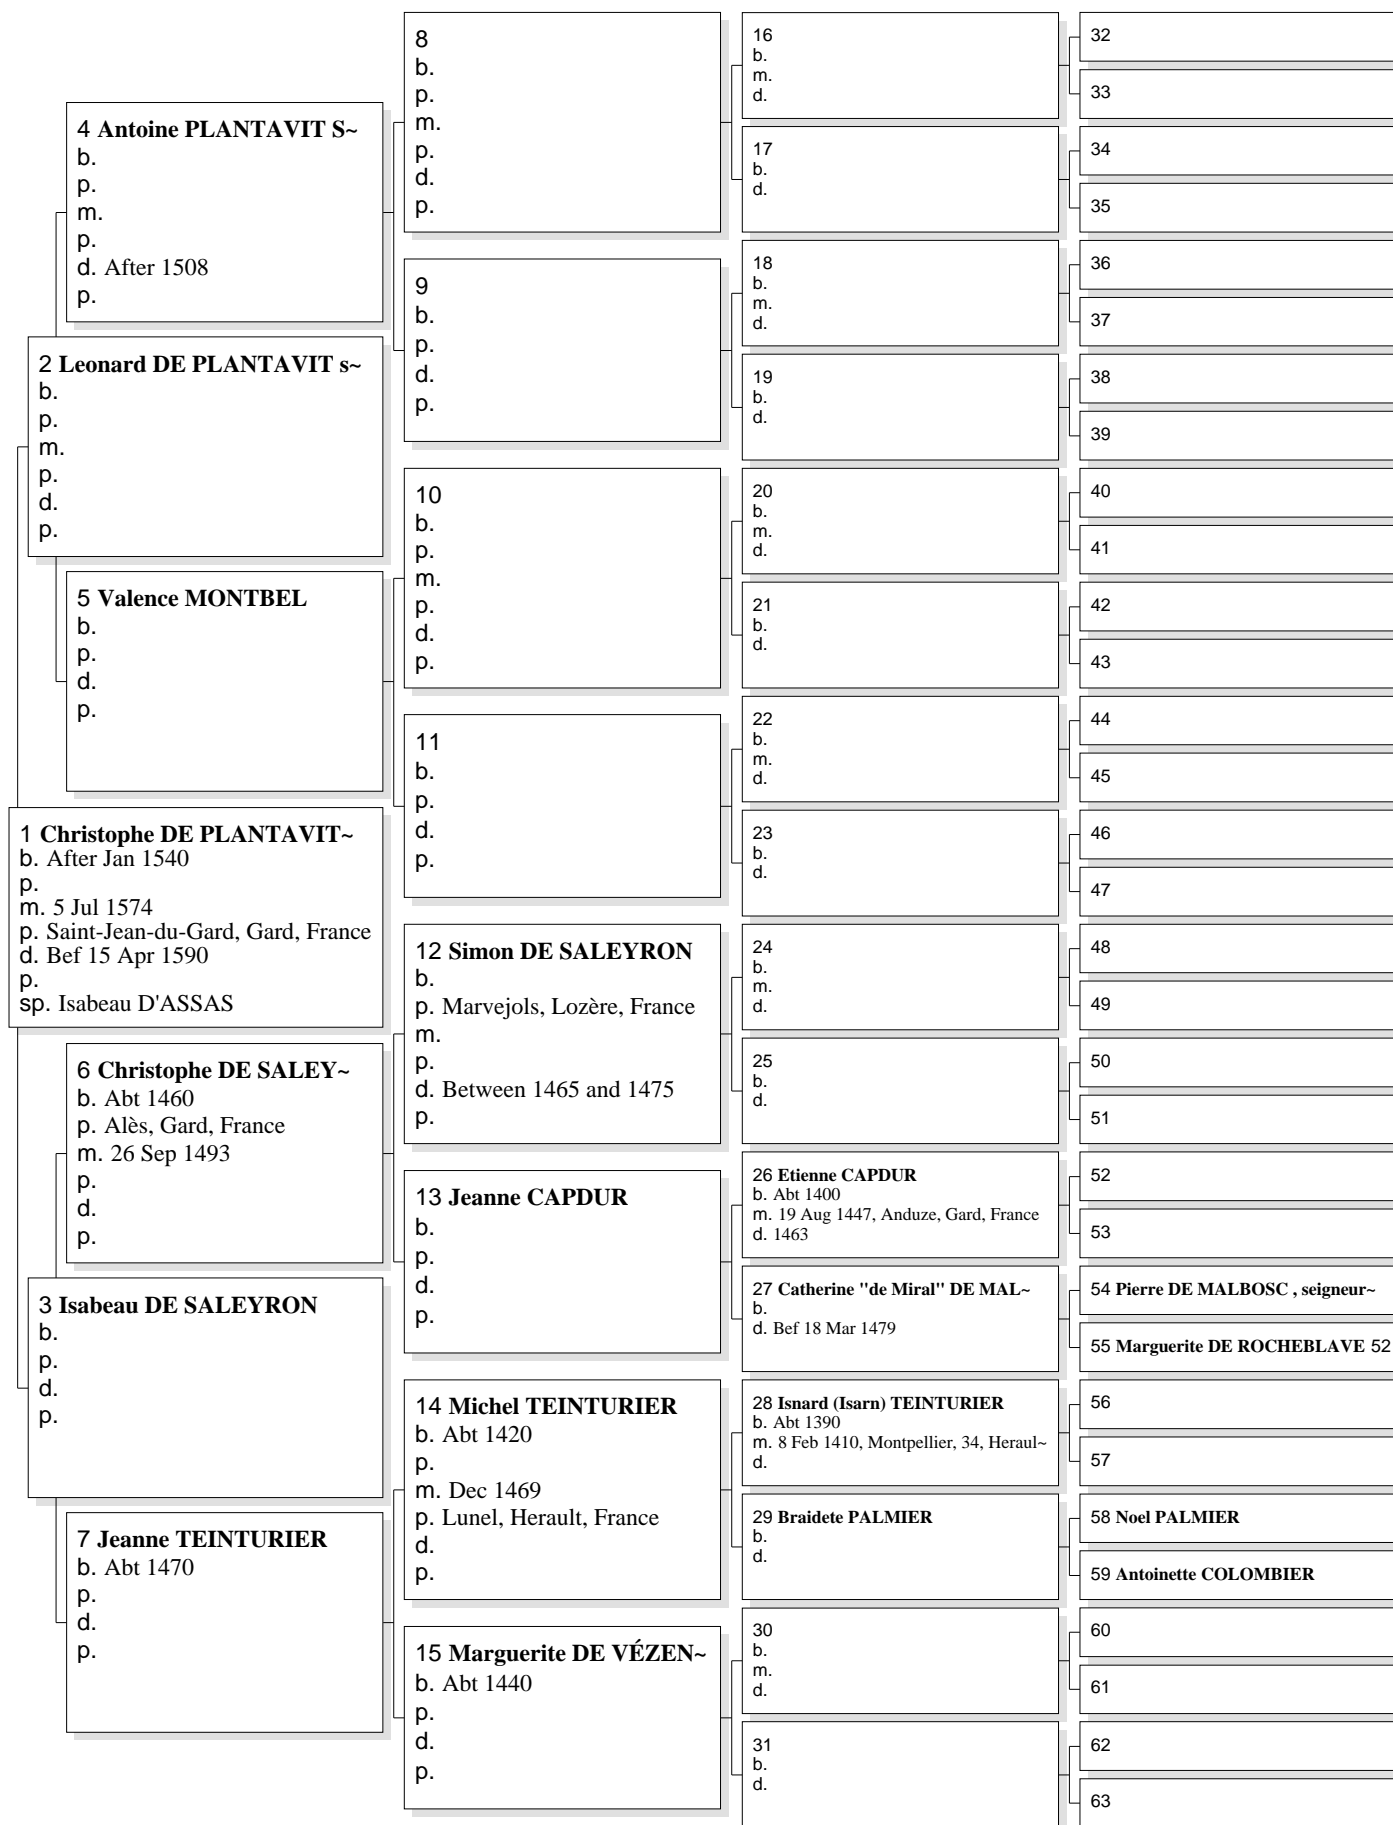 1 Christophe DE PLANTAVIT~
b. After Jan 1540
p.
m. 5 Jul 1574
p. Saint-Jean-du-Gard, Gard, France
d. Bef 15 Apr 1590
p.
sp. Isabeau D'ASSAS
2 Leonard DE PLANTAVIT s~
b.
p.
m.
p.
d.
p.
3 Isabeau DE SALEYRON
b.
p.
d.
p.
4 Antoine PLANTAVIT S~
b.
p.
m.
p.
d. After 1508
p.
5 Valence MONTBEL
b.
p.
d.
p.
6 Christophe DE SALEY~
b. Abt 1460
p. Alès, Gard, France
m. 26 Sep 1493
p.
d.
p.
7 Jeanne TEINTURIER
b. Abt 1470
p.
d.
p.
8
b.
p.
m.
p.
d.
p.
9
b.
p.
d.
p.
10
b.
p.
m.
p.
d.
p.
11
b.
p.
d.
p.
12 Simon DE SALEYRON
b.
p. Marvejols, Lozère, France
m.
p.
d. Between 1465 and 1475
p.
13 Jeanne CAPDUR
b.
p.
d.
p.
14 Michel TEINTURIER
b. Abt 1420
p.
m. Dec 1469
p. Lunel, Herault, France
d.
p.
15 Marguerite DE VÉZEN~
b. Abt 1440
p.
d.
p.
16
b.
m.
d.
17
b.
d.
18
b.
m.
d.
19
b.
d.
20
b.
m.
d.
21
b.
d.
22
b.
m.
d.
23
b.
d.
24
b.
m.
d.
25
b.
d.
26 Etienne CAPDUR
b. Abt 1400
m. 19 Aug 1447, Anduze, Gard, France
d. 1463
27 Catherine "de Miral" DE MAL~
b.
d. Bef 18 Mar 1479
28 Isnard (Isarn) TEINTURIER
b. Abt 1390
m. 8 Feb 1410, Montpellier, 34, Heraul~
d.
29 Braidete PALMIER
b.
d.
30
b.
m.
d.
31
b.
d.
32
33
34
35
36
37
38
39
40
41
42
43
44
45
46
47
48
49
50
51
52
53
54 Pierre DE MALBOSC , seigneur~
55 Marguerite DE ROCHEBLAVE 52
56
57
58 Noel PALMIER
59 Antoinette COLOMBIER
60
61
62
63